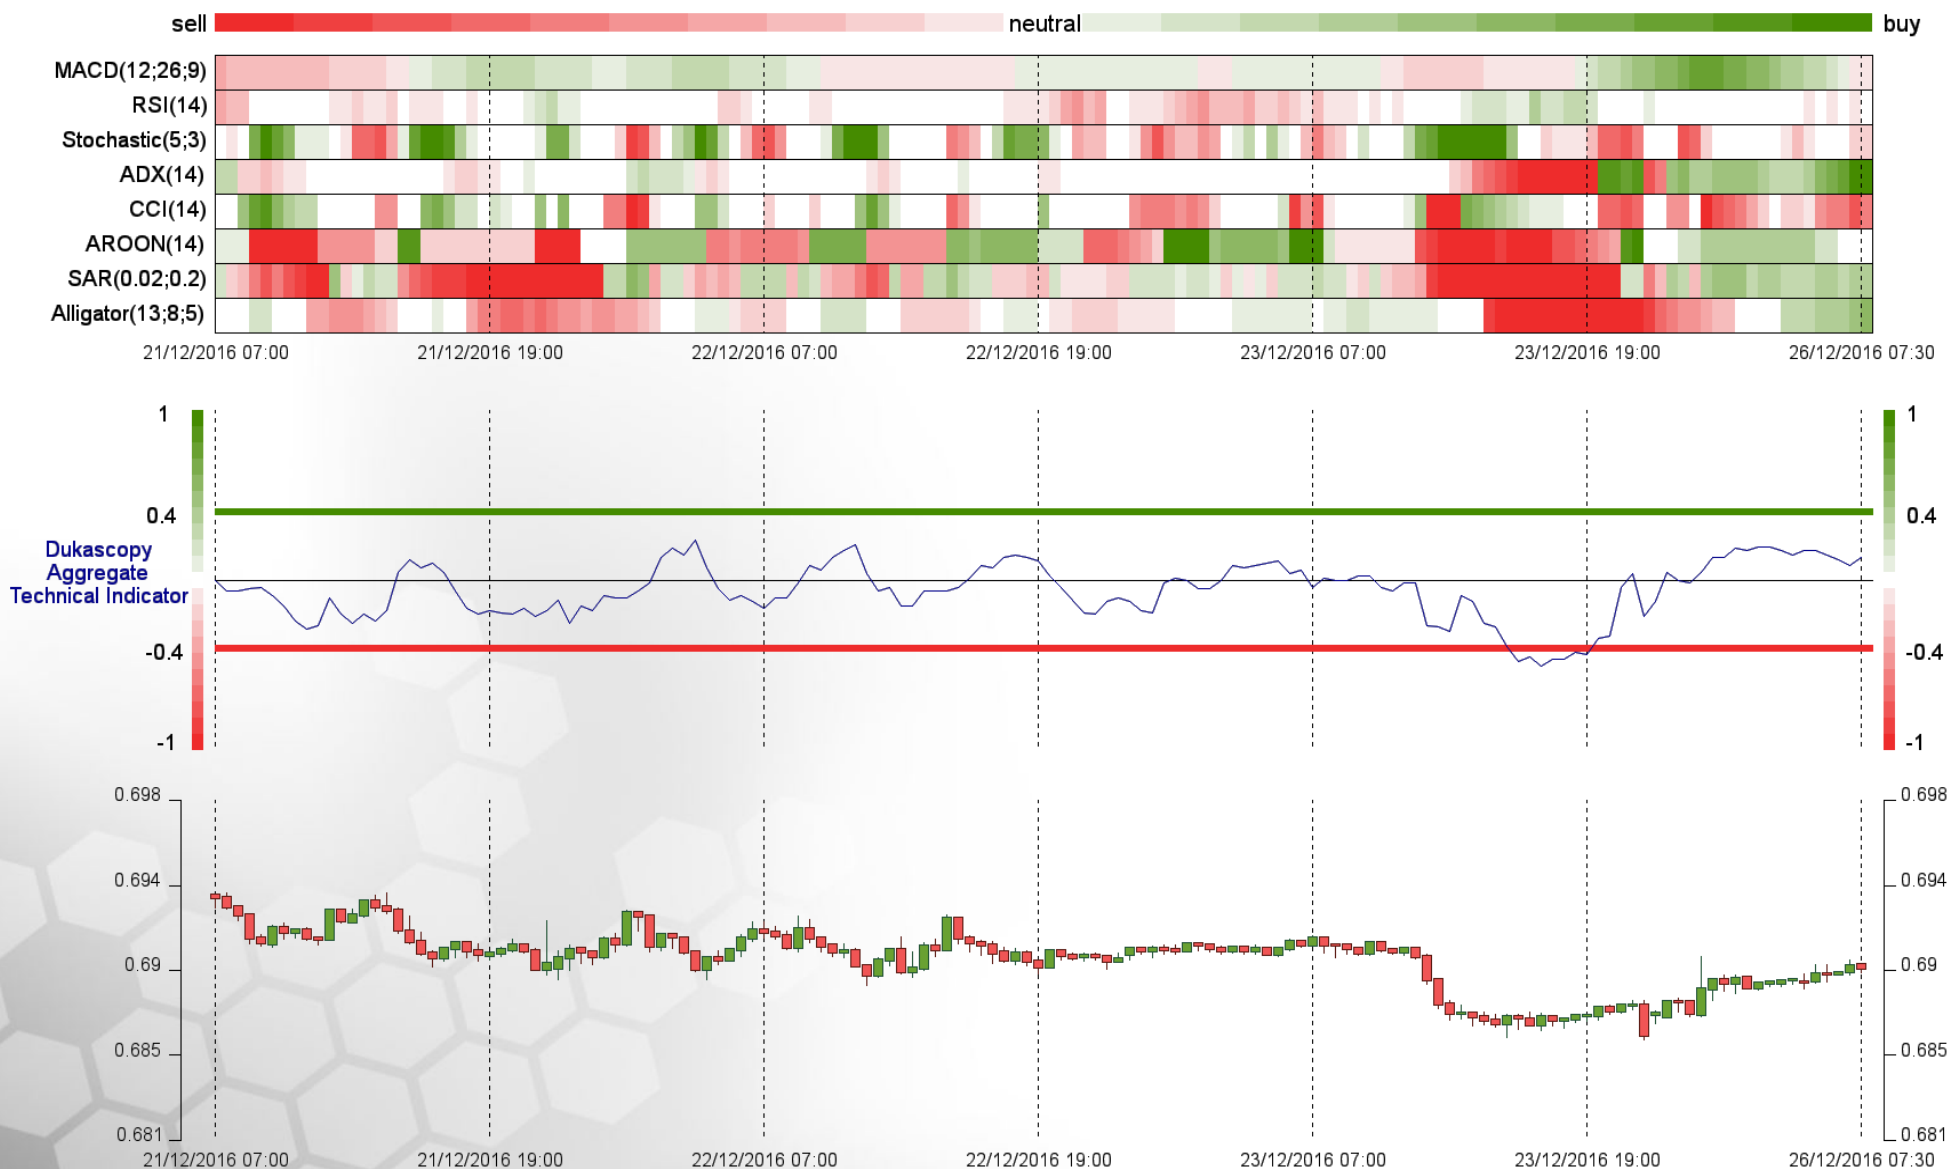 sell neutral buy
MACD(12;26;9)
RSI(14)
Stochastic(5;3)
ADX(14)
CCI(14)
AROON(14)
SAR(0.02;0.2)
Alligator(13;8;5)
21/12/2016 07:00 21/12/2016 19:00 22/12/2016 07:00 22/12/2016 19:00 23/12/2016 07:00 23/12/2016 19:00 26/12/2016 07:30
1 1
0.4 0.4
Dukascopy
Aggregate
Technical Indicator
-0.4 -0.4
-1 -1
0.698 0.698
0.694 0.694
0.69 0.69
0.685 0.685
0.681 0.681
21/12/2016 07:00 21/12/2016 19:00 22/12/2016 07:00 22/12/2016 19:00 23/12/2016 07:00 23/12/2016 19:00 26/12/2016 07:30